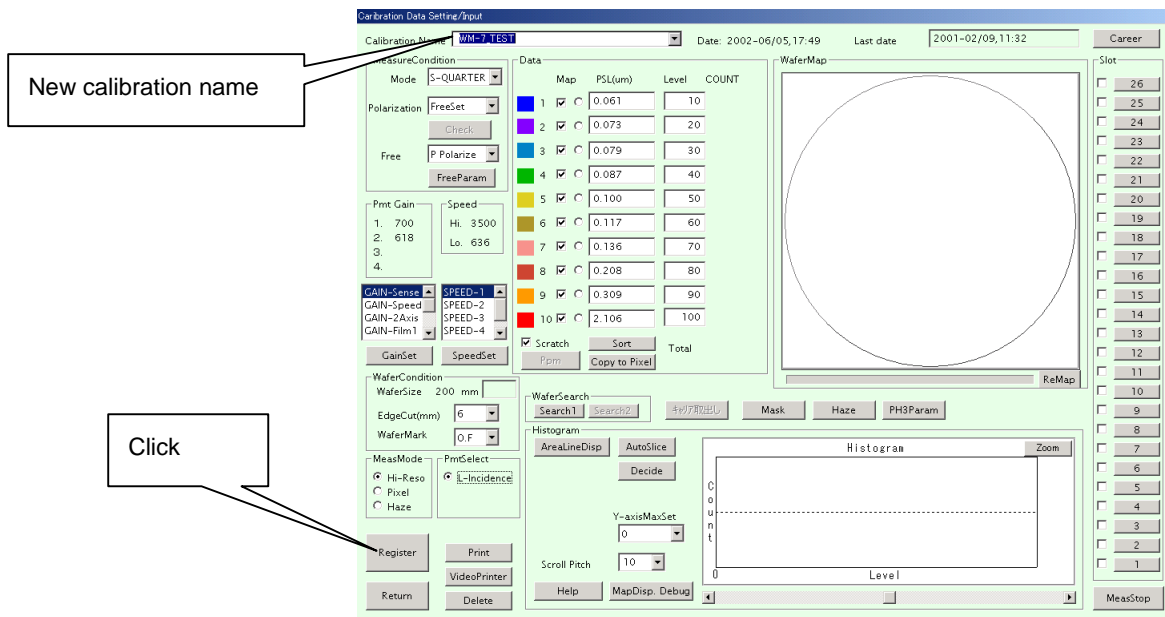 Caribration Data Setting/Input
Calibration Name WM-7_TEST Date: 2002-06/05,17:49 Last date 2001-02/09,11:32 Career
New calibration name
MeasureCondition
Mode S-QUARTER
Polarization FreeSet
Check
Free P Polarize
FreeParam
Pmt Gain
1. 700
2. 618
3.
4.
Speed
Hi. 3500
Lo. 636
GAIN-Sense
GAIN-Speed
GAIN-2Axis
GAIN-Film1
SPEED-1
SPEED-2
SPEED-3
SPEED-4
GainSet SpeedSet
Data
Map PSL(um) Level COUNT
1 0.061 10
2 0.073 20
3 0.079 30
4 0.087 40
5 0.100 50
6 0.117 60
7 0.136 70
8 0.208 80
9 0.309 90
10 2.106 100
Scratch Sort Total
Ppm Copy to Pixel
WaferMap
ReMap
Slot
26
25
24
23
22
21
20
19
18
17
16
15
14
13
12
11
10
9
8
7
6
5
4
3
2
1
MeasStop
WaferCondition
WaferSize 200 mm
EdgeCut(mm) 6
WaferMark O.F
WaferSearch
Search1 Search2
キャリア取出し Mask Haze PH3Param
Click
MeasMode
Hi-Reso
Pixel
Haze
PmtSelect
L-Incidence
Histogram
AreaLineDisp AutoSlice
Decide
Y-axisMaxSet
0
Scroll Pitch 10
Help MapDisp. Debug
Histogram Zoom
Count
0 Level
Register Print
VideoPrinter
Return Delete